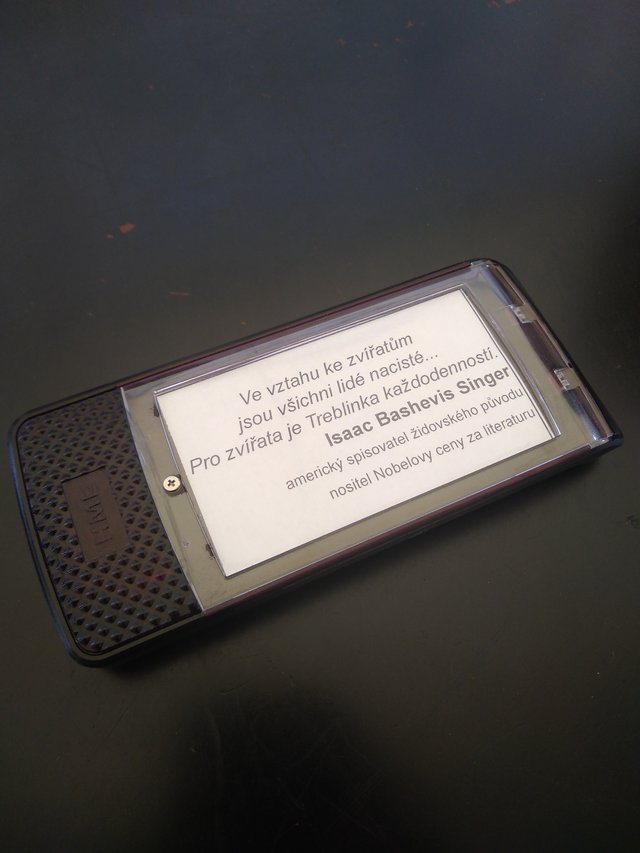 Ve vztahu ke zvířatům
jsou všichni lidé nacisté...
Pro zvířata je Treblinka každodenností.
Isaac Bashevis Singer
americký spisovatel židovského původu
nositel Nobelovy ceny za literaturu